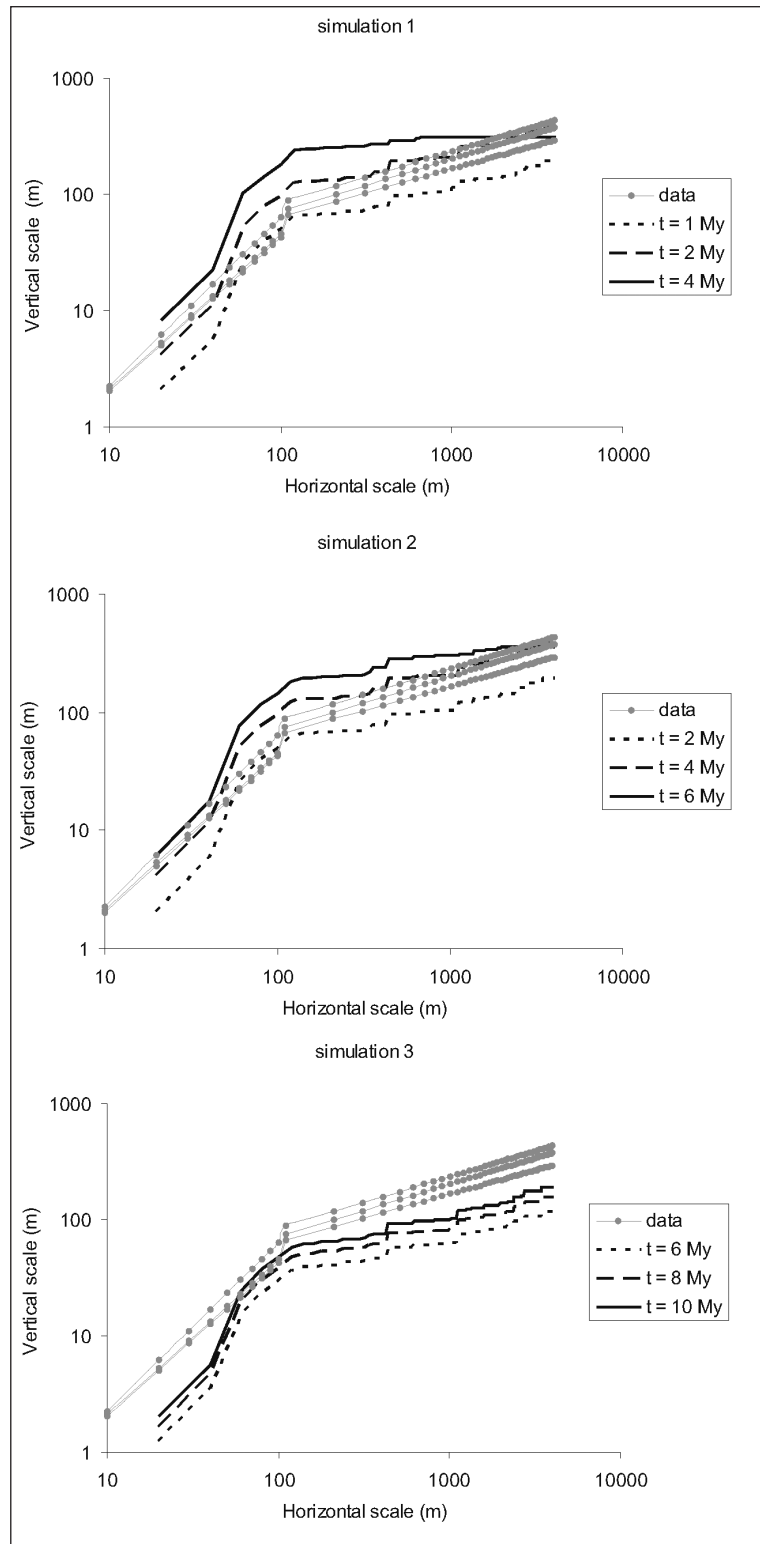 simulation 1
1000
100
10
1
Vertical scale (m)
10 100 1000 10000
Horizontal scale (m)
data
t = 1 My
t = 2 My
t = 4 My
simulation 2
1000
100
10
1
Vertical scale (m)
10 100 1000 10000
Horizontal scale (m)
data
t = 2 My
t = 4 My
t = 6 My
simulation 3
1000
100
10
1
Vertical scale (m)
10 100 1000 10000
Horizontal scale (m)
data
t = 6 My
t = 8 My
t = 10 My